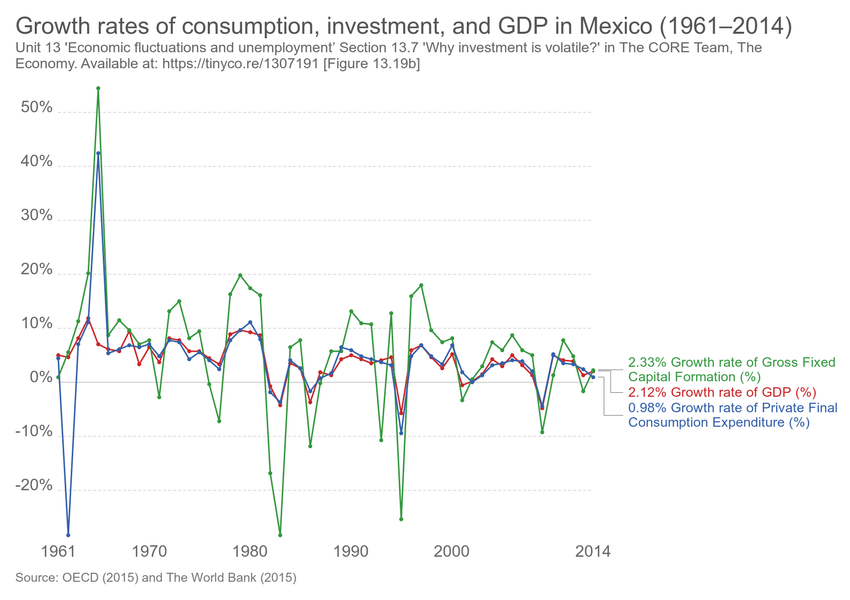 Growth rates of consumption, investment, and GDP in Mexico (1961–2014)
Unit 13 'Economic fluctuations and unemployment' Section 13.7 'Why investment is volatile?' in The CORE Team, The
Economy. Available at: https://tinyco.re/1307191 [Figure 13.19b]
50%
40%
30%
20%
10%
0%
-10%
-20%
2.33% Growth rate of Gross Fixed
Capital Formation (%)
2.12% Growth rate of GDP (%)
0.98% Growth rate of Private Final
Consumption Expenditure (%)
1961 1970 1980 1990 2000 2014
Source: OECD (2015) and The World Bank (2015)